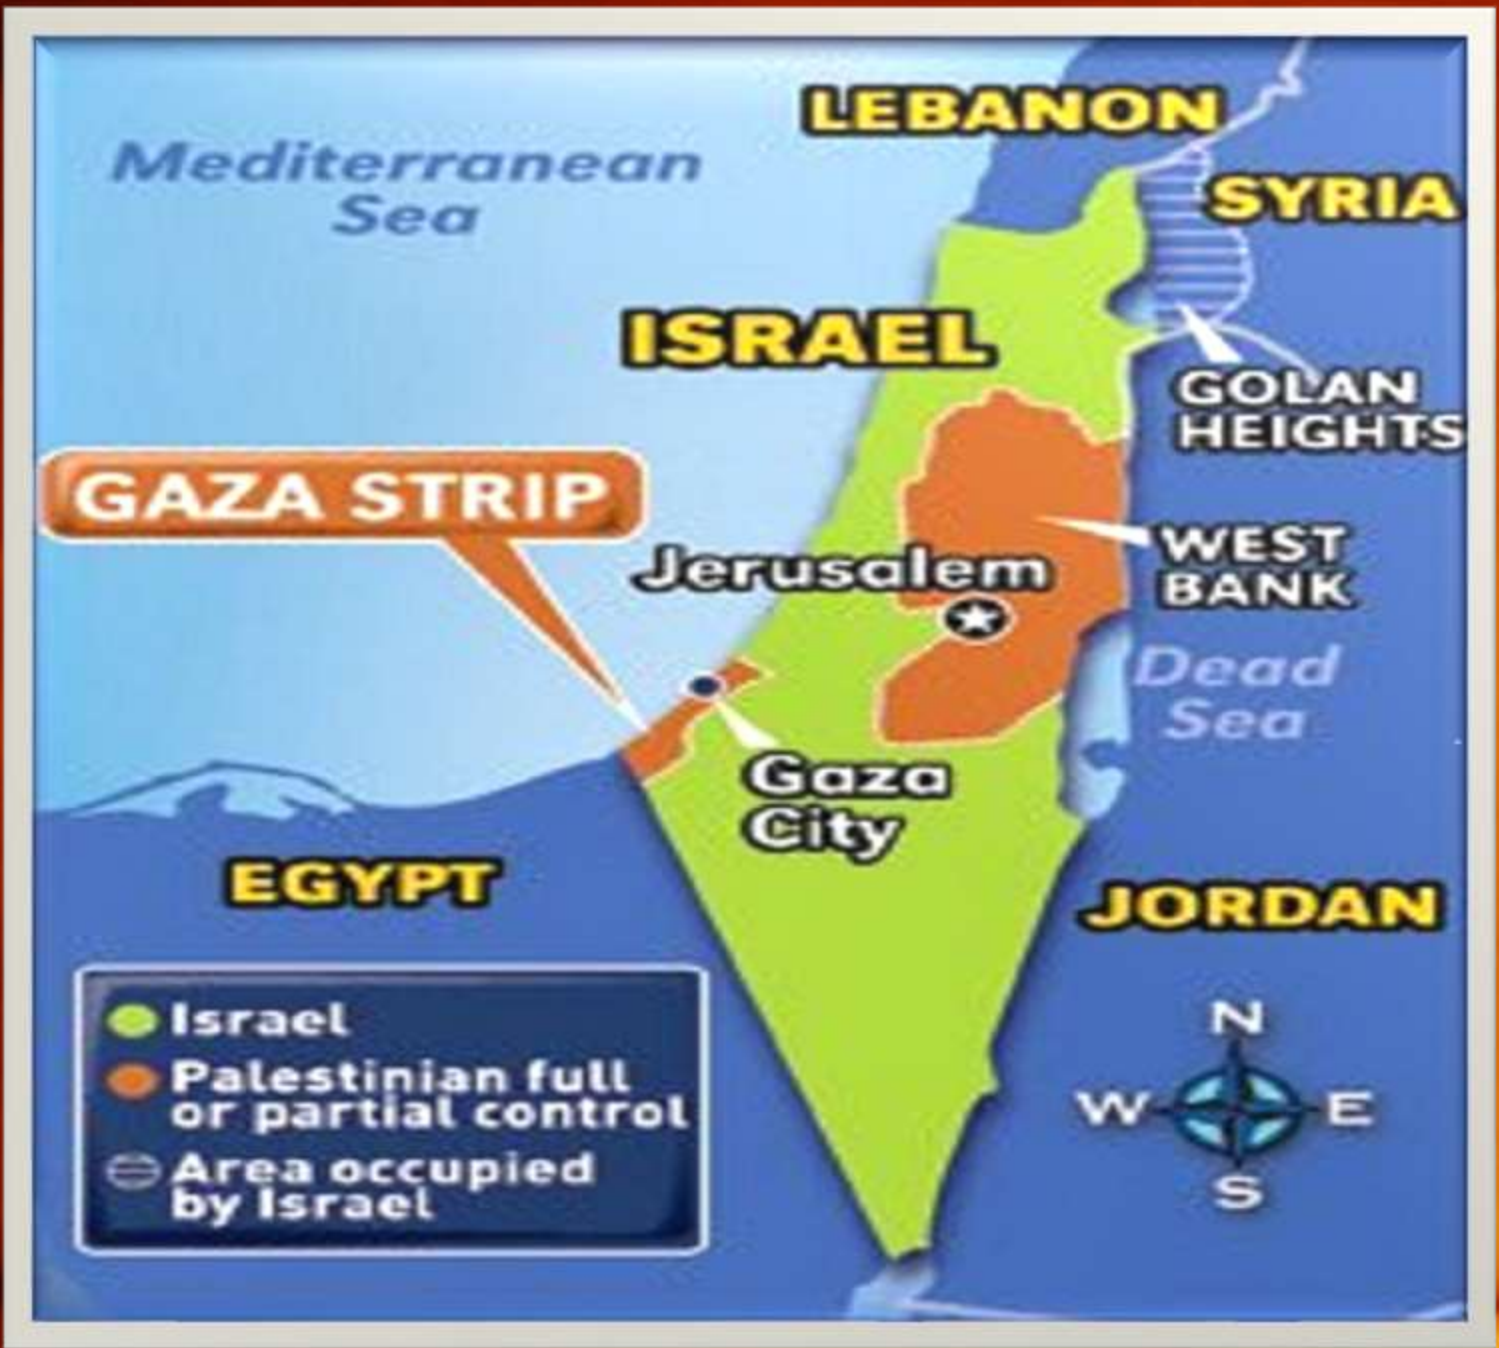 LEBANON
Mediterranean
Sea
SYRIA
ISRAEL
GOLAN
HEIGHTS
GAZA STRIP
WEST
BANK
Jerusalem
Dead
Sea
Gaza
City
EGYPT
JORDAN
Israel
Palestinian full
or partial control
Area occupied
by Israel
N
W
E
S